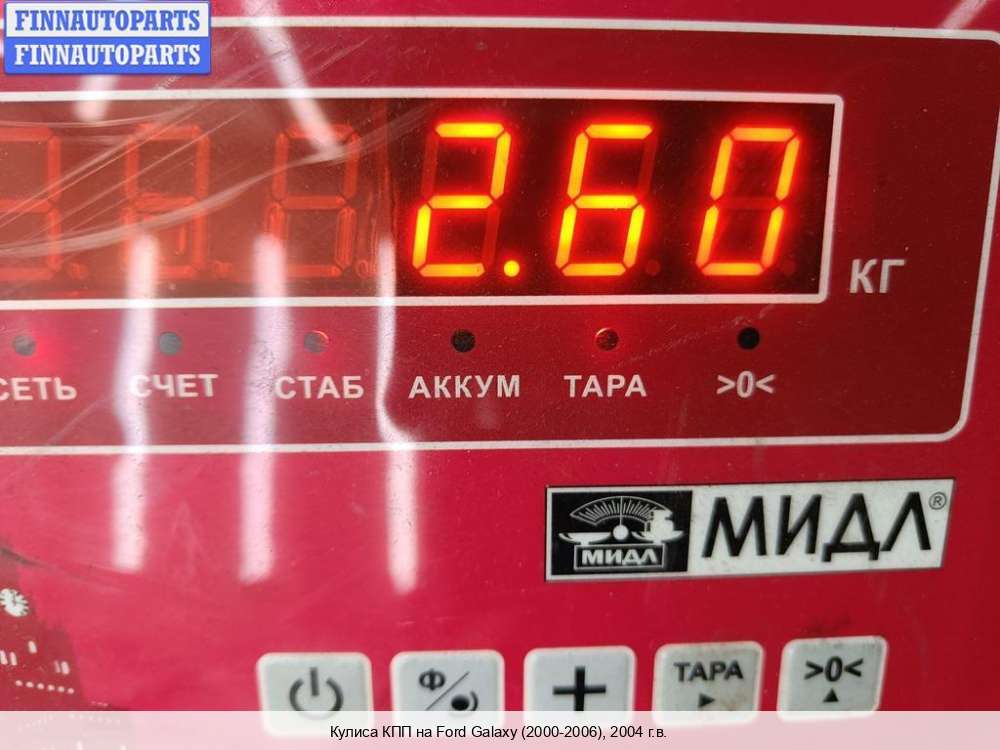 FINNAUTOPARTS
FINNAUTOPARTS
2.60
КГ
СЕТЬ СЧЕТ СТАБ АККУМ ТАРА >0<
МИДЛ МИДЛ®
Ф ТАРА >0<
Кулиса КПП на Ford Galaxy (2000-2006), 2004 г.в.